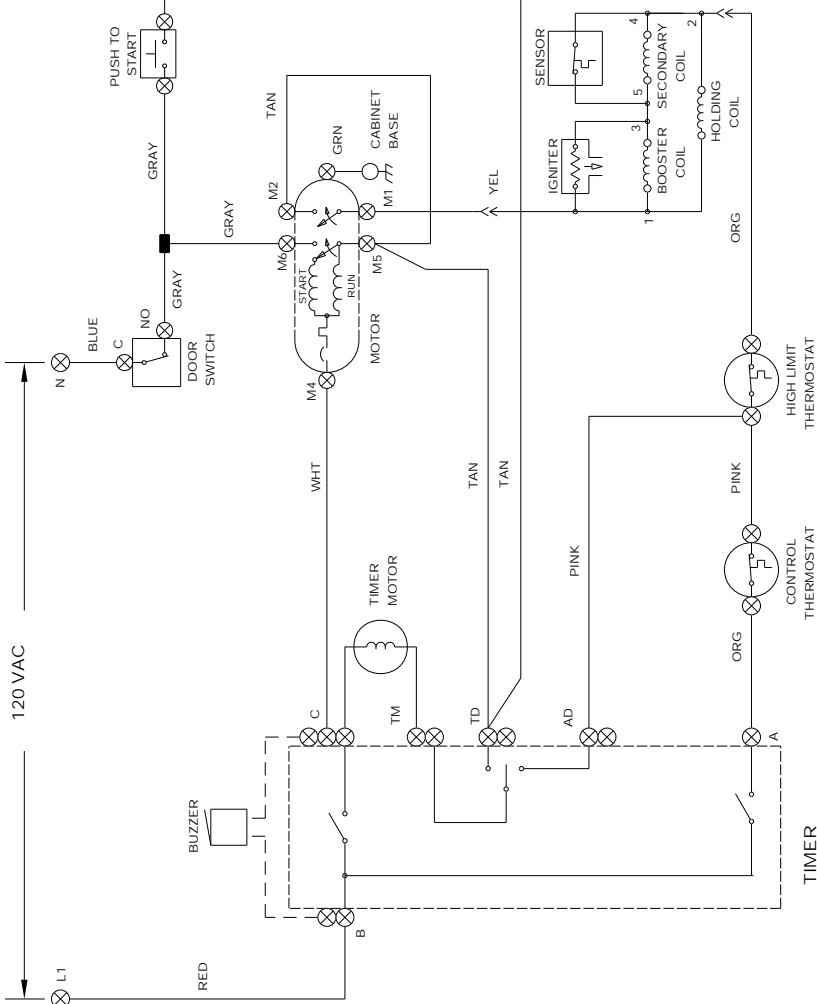 120 VAC
L1
N
RED
BLUE
C
NO
DOOR
SWITCH
GRAY
GRAY
PUSH TO
START
GRAY
BUZZER
B
C
WHT
M4
MOTOR
START
RUN
M6
M5
M2
M1
TAN
GRN
CABINET
BASE
TIMER
MOTOR
TM
TD
TAN
TAN
AD
PINK
YEL
IGNITER
SENSOR
1
3
5
4
2
BOOSTER
COIL
SECONDARY
COIL
HOLDING
COIL
ORG
HIGH LIMIT
THERMOSTAT
PINK
CONTROL
THERMOSTAT
ORG
A
TIMER